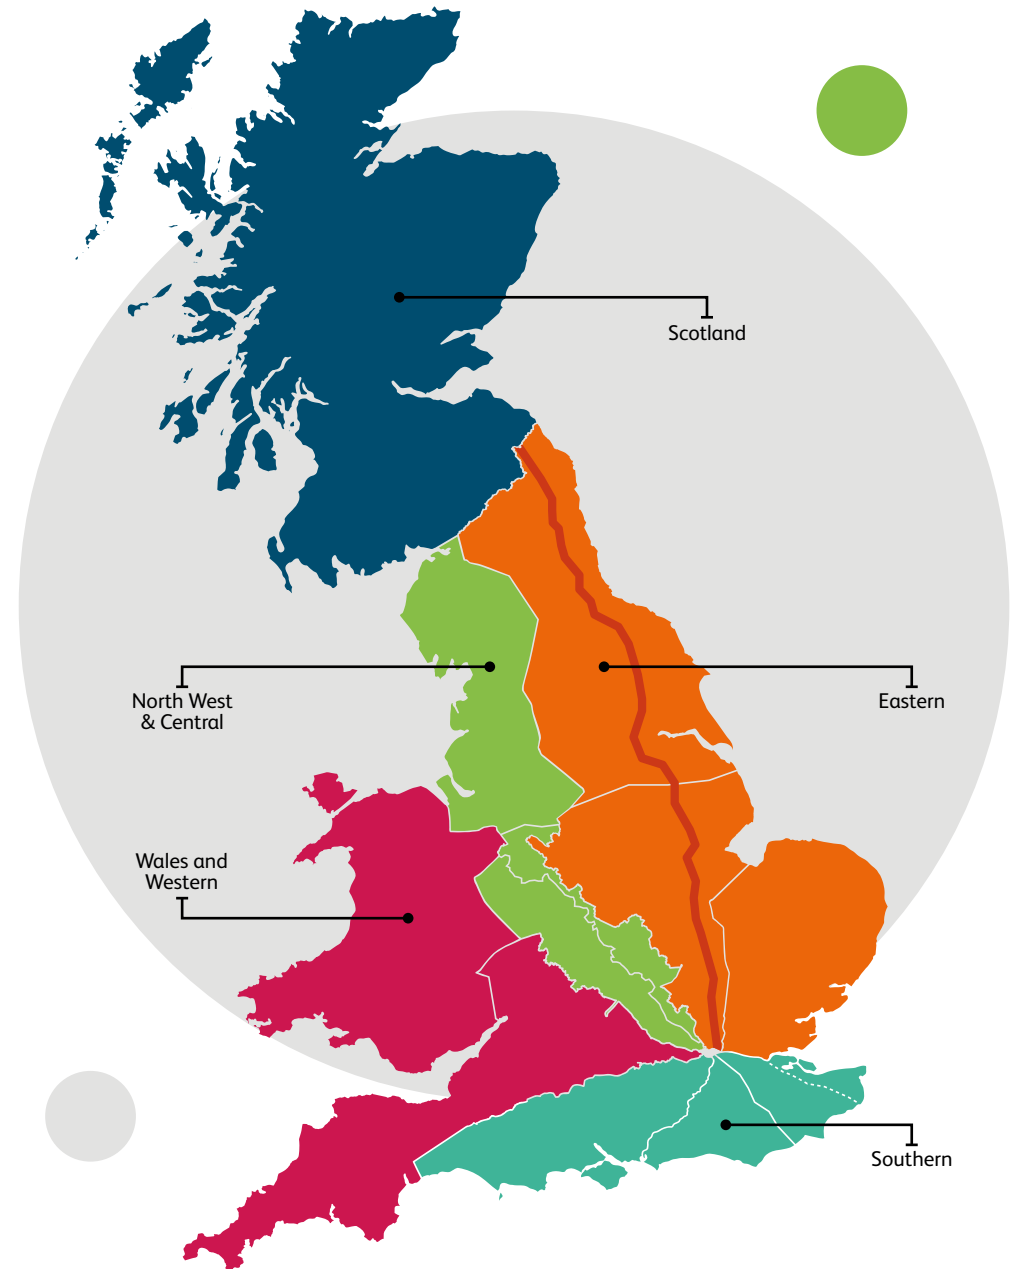 Scotland
North West
& Central
Eastern
Wales and
Western
Southern